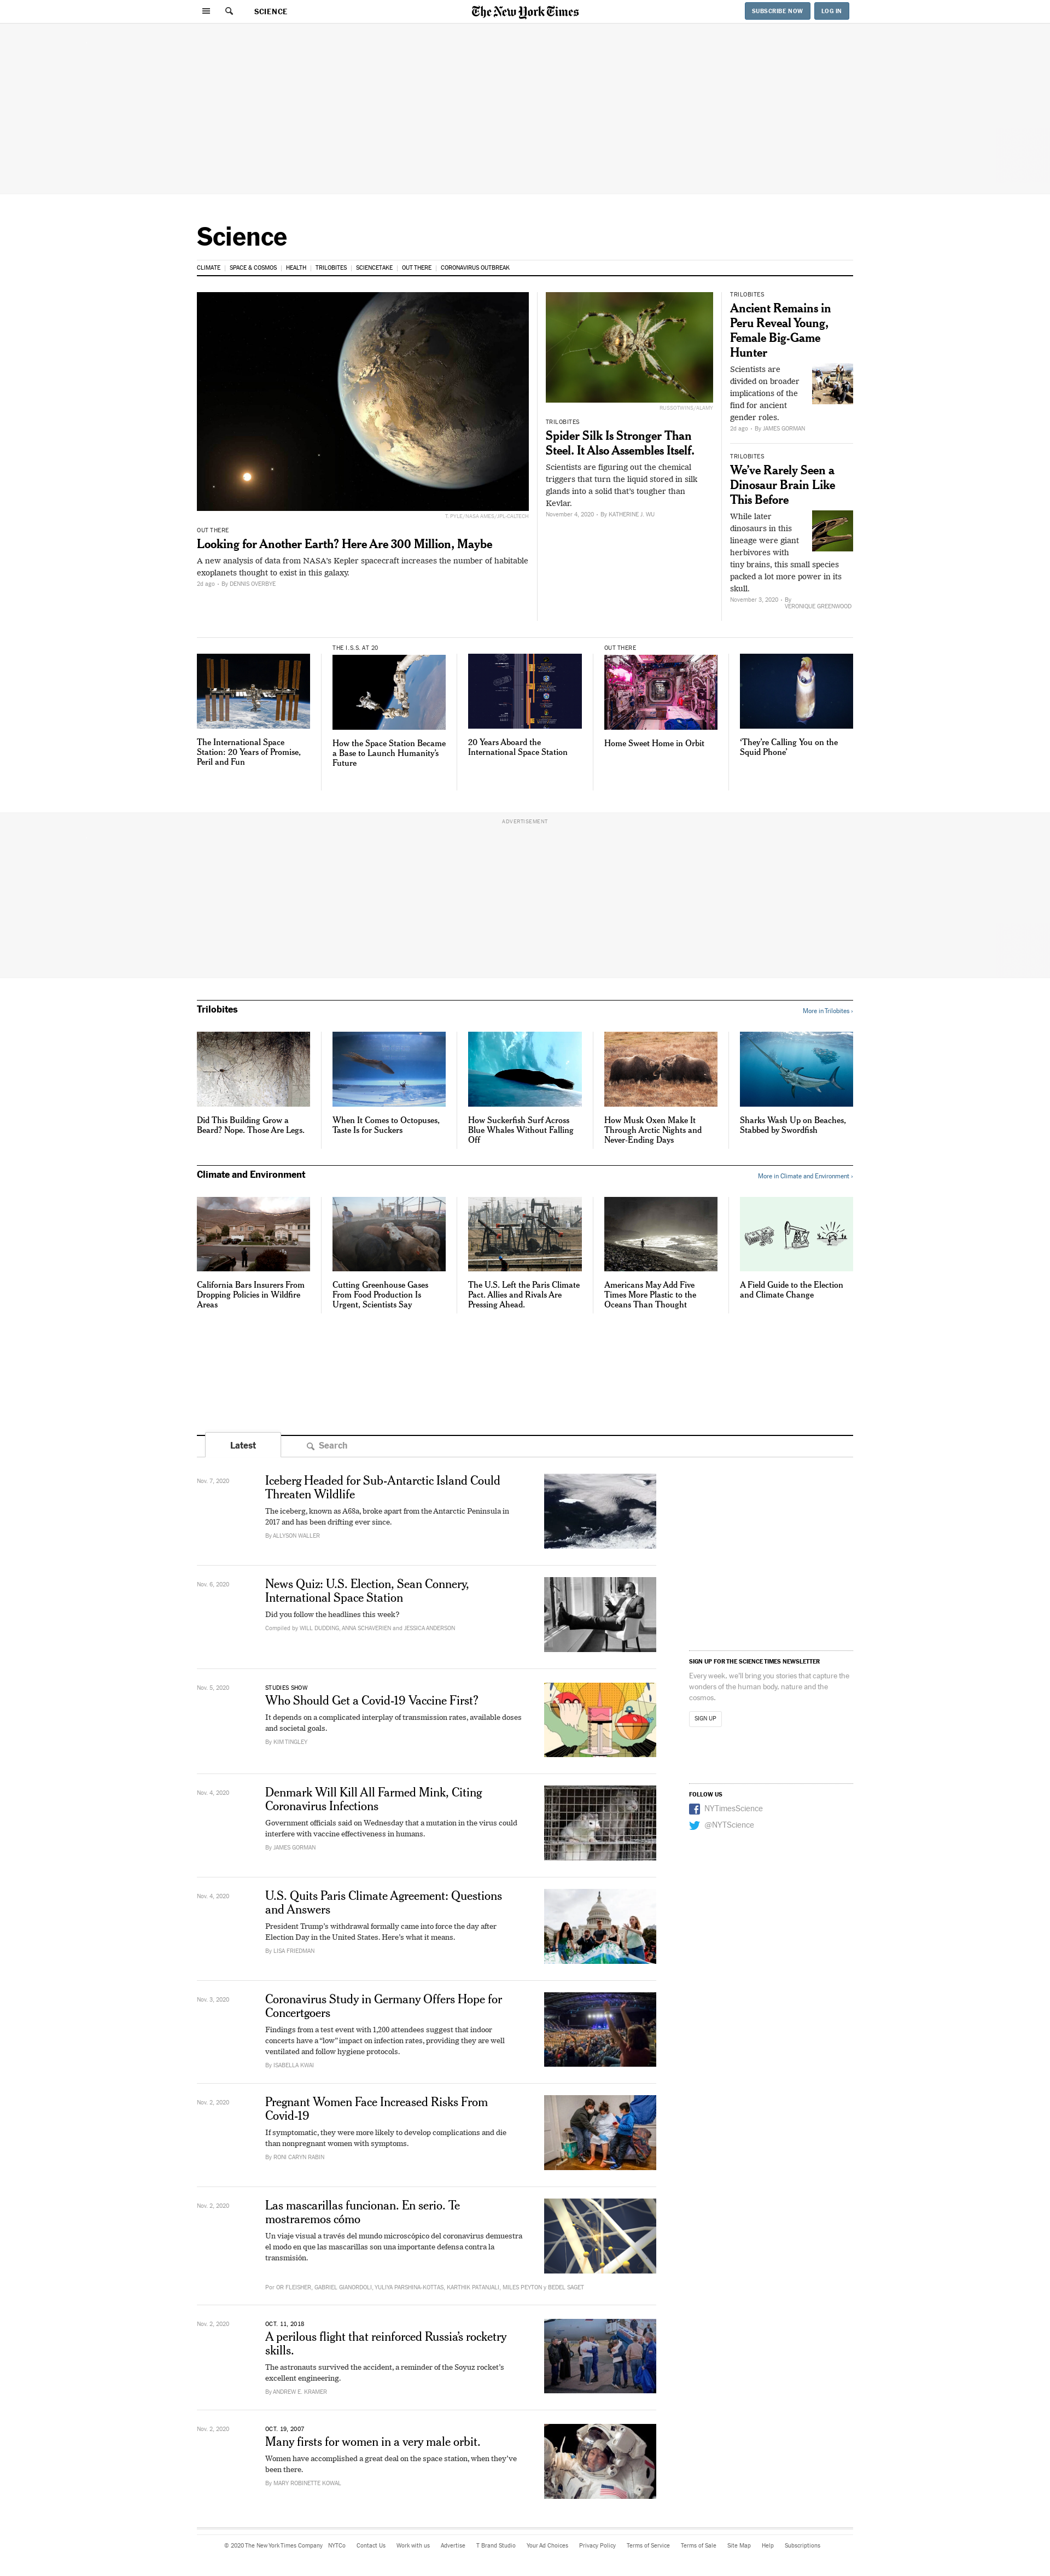 SCIENCE
The New York Times
SUBSCRIBE NOW
LOG IN
Science
CLIMATE
SPACE & COSMOS
HEALTH
TRILOBITES
SCIENCETAKE
OUT THERE
CORONAVIRUS OUTBREAK
T. PYLE/NASA AMES/JPL-CALTECH
OUT THERE
Looking for Another Earth? Here Are 300 Million, Maybe
A new analysis of data from NASA's Kepler spacecraft increases the number of habitable
exoplanets thought to exist in this galaxy.
2d ago • By DENNIS OVERBYE
TRILOBITES
Spider Silk Is Stronger Than
Steel. It Also Assembles Itself.
Scientists are figuring out the chemical
triggers that turn the liquid stored in silk
glands into a solid that's tougher than
Kevlar.
November 4, 2020 • By KATHERINE J. WU
TRILOBITES
Ancient Remains in
Peru Reveal Young,
Female Big-Game
Hunter
Scientists are
divided on broader
implications of the
find for ancient
gender roles.
2d ago • By JAMES GORMAN
TRILOBITES
We've Rarely Seen a
Dinosaur Brain Like
This Before
While later
dinosaurs in this
lineage were giant
herbivores with
tiny brains, this small species
packed a lot more power in its
skull.
November 3, 2020 • By
VERONIQUE GREENWOOD
The International Space
Station: 20 Years of Promise,
Peril and Fun
THE I.S.S. AT 20
How the Space Station Became
a Base to Launch Humanity's
Future
20 Years Aboard the
International Space Station
OUT THERE
Home Sweet Home in Orbit
'They're Calling You on the
Squid Phone'
ADVERTISEMENT
Trilobites
More in Trilobites ›
Did This Building Grow a
Beard? Nope. Those Are Legs.
When It Comes to Octopuses,
Taste Is for Suckers
How Suckerfish Surf Across
Blue Whales Without Falling
Off
How Musk Oxen Make It
Through Arctic Nights and
Never-Ending Days
Sharks Wash Up on Beaches,
Stabbed by Swordfish
Climate and Environment
More in Climate and Environment ›
California Bars Insurers From
Dropping Policies in Wildfire
Areas
Cutting Greenhouse Gases
From Food Production Is
Urgent, Scientists Say
The U.S. Left the Paris Climate
Pact. Allies and Rivals Are
Pressing Ahead.
Americans May Add Five
Times More Plastic to the
Oceans Than Thought
A Field Guide to the Election
and Climate Change
Latest
Search
Nov. 7, 2020
Iceberg Headed for Sub-Antarctic Island Could
Threaten Wildlife
The iceberg, known as A68a, broke apart from the Antarctic Peninsula in
2017 and has been drifting ever since.
By ALLYSON WALLER
Nov. 6, 2020
News Quiz: U.S. Election, Sean Connery,
International Space Station
Did you follow the headlines this week?
Compiled by WILL DUDDING, ANNA SCHAVERIEN and JESSICA ANDERSON
Nov. 5, 2020
STUDIES SHOW
Who Should Get a Covid-19 Vaccine First?
It depends on a complicated interplay of transmission rates, available doses
and societal goals.
By KIM TINGLEY
Nov. 4, 2020
Denmark Will Kill All Farmed Mink, Citing
Coronavirus Infections
Government officials said on Wednesday that a mutation in the virus could
interfere with vaccine effectiveness in humans.
By JAMES GORMAN
Nov. 4, 2020
U.S. Quits Paris Climate Agreement: Questions
and Answers
President Trump's withdrawal formally came into force the day after
Election Day in the United States. Here's what it means.
By LISA FRIEDMAN
Nov. 3, 2020
Coronavirus Study in Germany Offers Hope for
Concertgoers
Findings from a test event with 1,200 attendees suggest that indoor
concerts have a "low" impact on infection rates, providing they are well
ventilated and follow hygiene protocols.
By ISABELLA KWAI
Nov. 2, 2020
Pregnant Women Face Increased Risks From
Covid-19
If symptomatic, they were more likely to develop complications and die
than nonpregnant women with symptoms.
By RONI CARYN RABIN
Nov. 2, 2020
Las mascarillas funcionan. En serio. Te
mostraremos cómo
Un viaje visual a través del mundo microscópico del coronavirus demuestra
el modo en que las mascarillas son una importante defensa contra la
transmisión.
Por OR FLEISHER, GABRIEL GIANORDOLI, YULIYA PARSHINA-KOTTAS, KARTHIK PATANJALI, MILES PEYTON y BEDEL SAGET
Nov. 2, 2020
OCT. 11, 2018
A perilous flight that reinforced Russia's rocketry
skills.
The astronauts survived the accident, a reminder of the Soyuz rocket's
excellent engineering.
By ANDREW E. KRAMER
Nov. 2, 2020
OCT. 19, 2007
Many firsts for women in a very male orbit.
Women have accomplished a great deal on the space station, when they've
been there.
By MARY ROBINETTE KOWAL
SIGN UP FOR THE SCIENCE TIMES NEWSLETTER
Every week, we'll bring you stories that capture the
wonders of the human body, nature and the
cosmos.
SIGN UP
FOLLOW US
NYTimesScience
@NYTScience
© 2020 The New York Times Company
NYTCo
Contact Us
Work with us
Advertise
T Brand Studio
Your Ad Choices
Privacy Policy
Terms of Service
Terms of Sale
Site Map
Help
Subscriptions